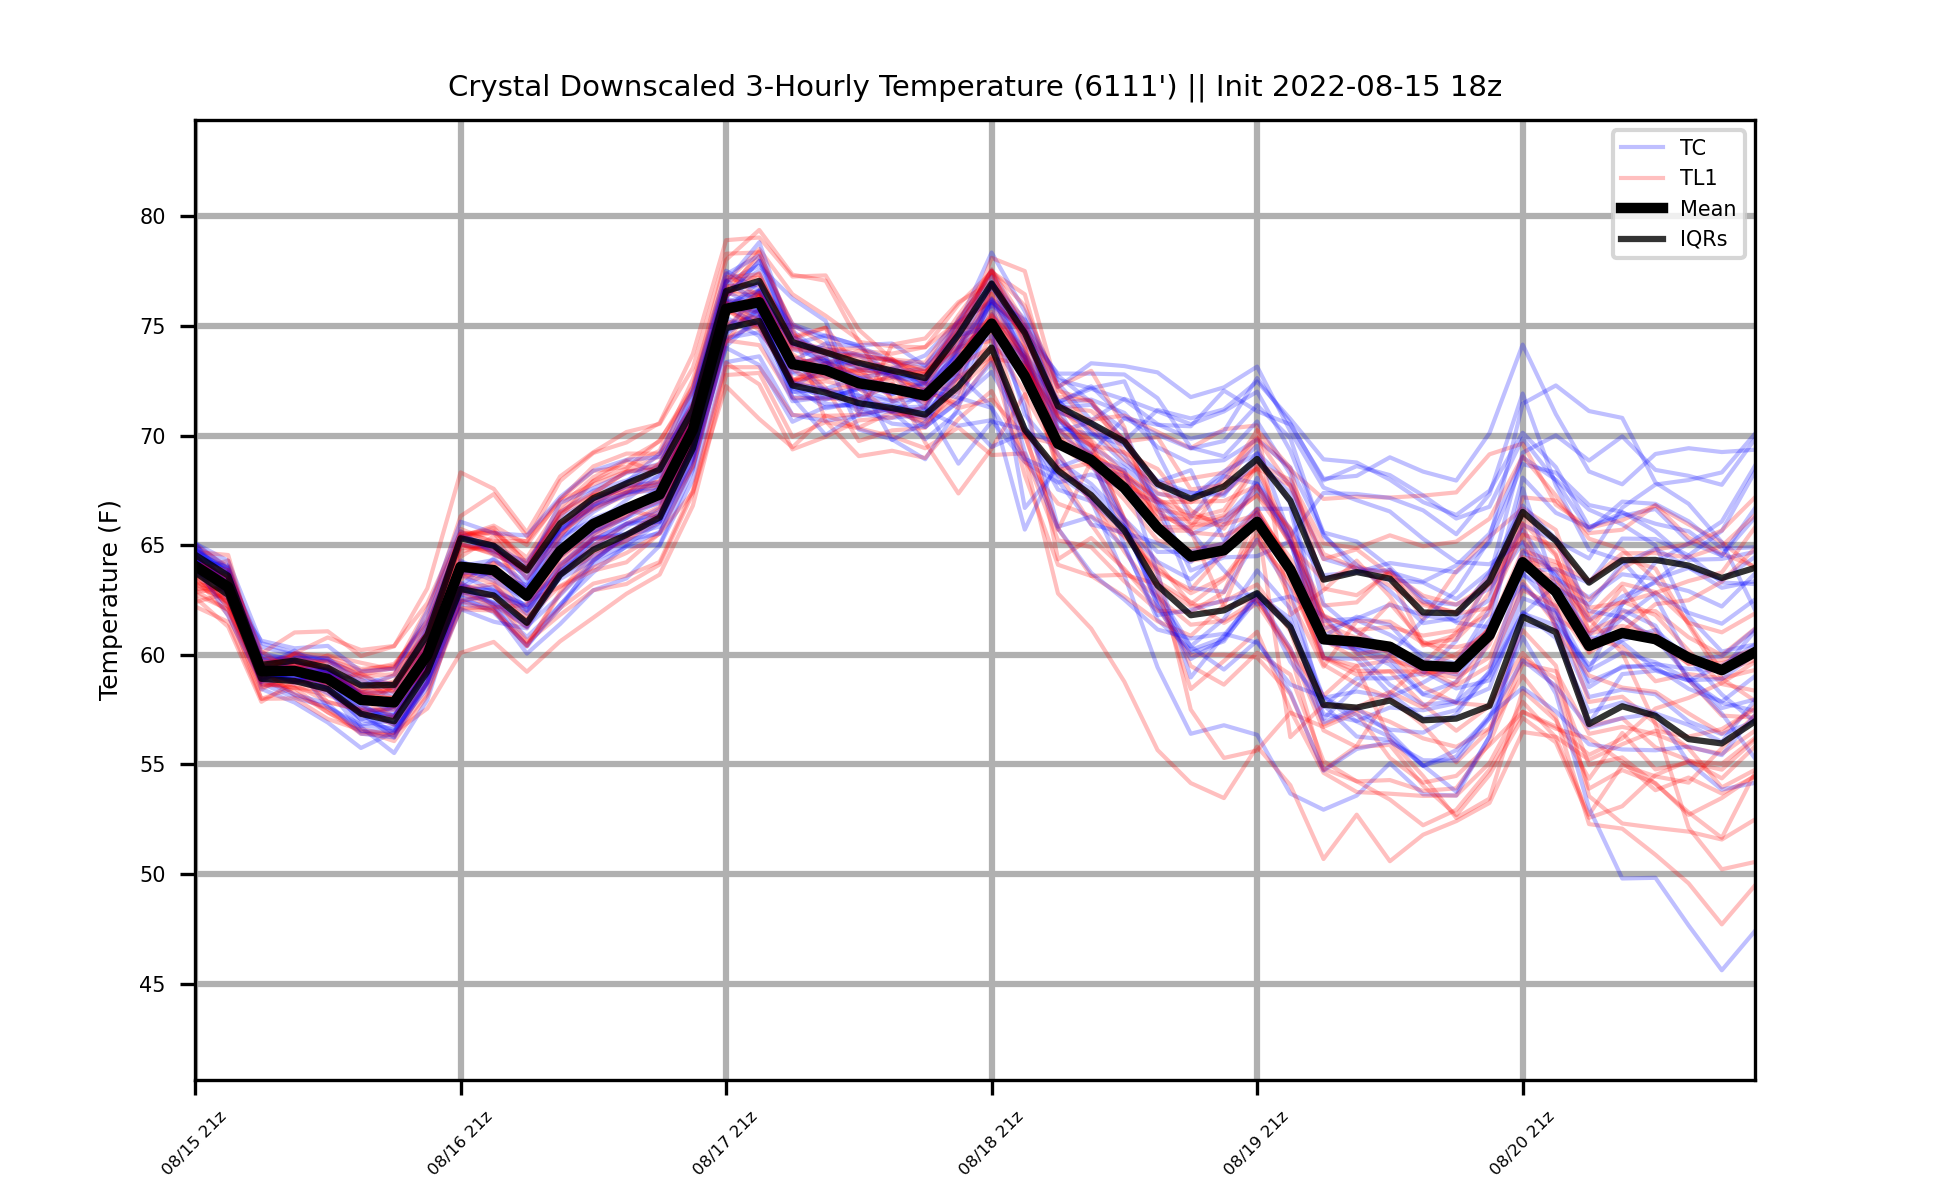 Crystal Downscaled 3-Hourly Temperature (6111') || Init 2022-08-15 18z
TC
TL1
Mean
IQRs
Temperature (F)
80
75
70
65
60
55
50
45
08/15 21z
08/16 21z
08/17 21z
08/18 21z
08/19 21z
08/20 21z